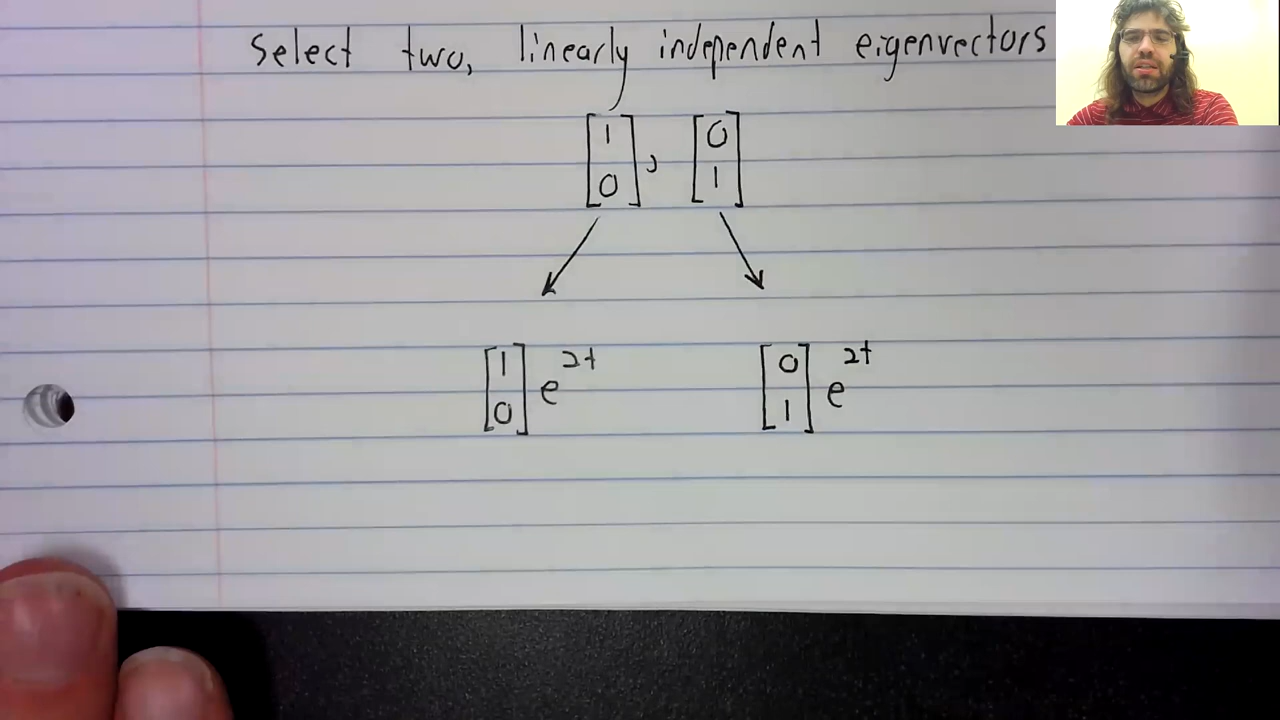 Select two, linearly independent eigenvectors
[1 0], [0 1]
[1 0] e^2t [0 1] e^2t